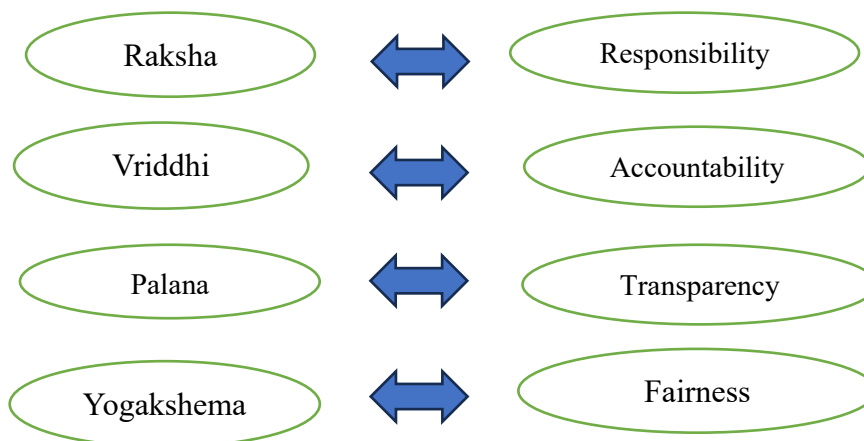 Raksha
Responsibility
Vriddhi
Accountability
Palana
Transparency
Yogakshema
Fairness